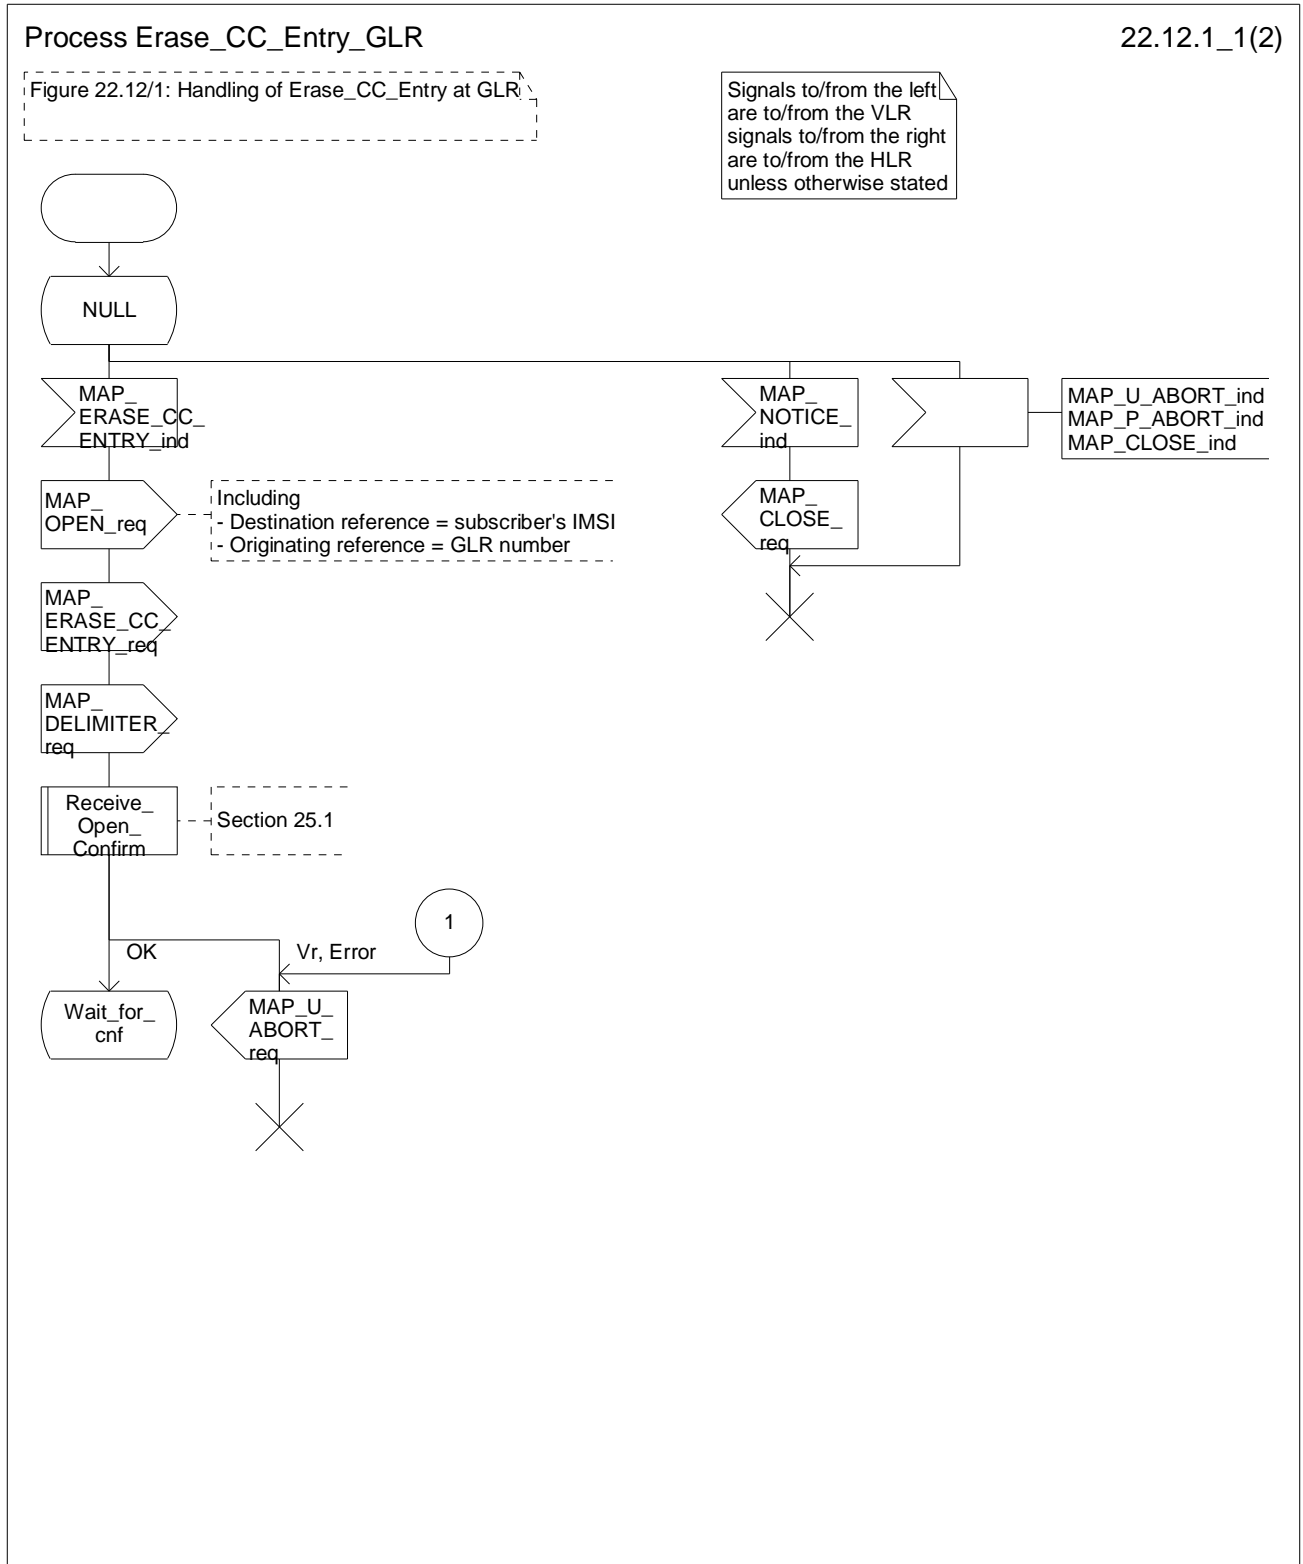 Process Erase_CC_Entry_GLR
22.12.1_1(2)
Figure 22.12/1: Handling of Erase_CC_Entry at GLR
Signals to/from the left
are to/from the VLR
signals to/from the right
are to/from the HLR
unless otherwise stated
NULL
MAP_
ERASE_CC_
ENTRY_ind
MAP_
NOTICE_
ind
MAP_U_ABORT_ind
MAP_P_ABORT_ind
MAP_CLOSE_ind
MAP_
OPEN_req
Including
- Destination reference = subscriber's IMSI
- Originating reference = GLR number
MAP_
CLOSE_
req
MAP_
ERASE_CC_
ENTRY_req
MAP_
DELIMITER_
req
Receive_
Open_
Confirm
Section 25.1
1
OK
Vr, Error
Wait_for_
cnf
MAP_U_
ABORT_
req